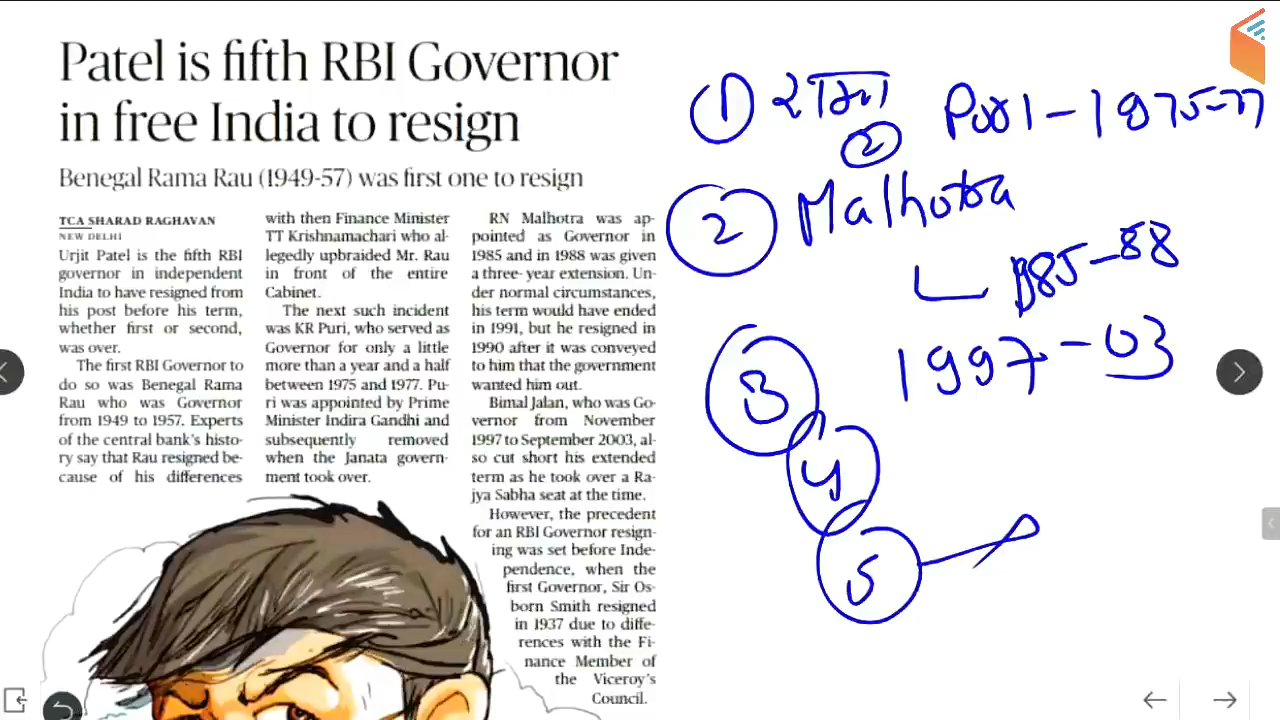 Patel is fifth RBI Governor
in free India to resign
Benegal Rama Rau (1949-57) was first one to resign
TCA SHARAD RAGHAVAN
NEW DELHI
Urjit Patel is the fifth RBI
governor in independent
India to have resigned from
his post before his term,
whether first or second,
was over.
The first RBI Governor to
do so was Benegal Rama
Rau who was Governor
from 1949 to 1957. Experts
of the central bank's histo-
ry say that Rau resigned be-
cause of his differences
with then Finance Minister
TT Krishnamachari who al-
legedly upbraided Mr. Rau
in front of the entire
Cabinet.
The next such incident
was KR Puri, who served as
Governor for only a little
more than a year and a half
between 1975 and 1977. Pu-
ri was appointed by Prime
Minister Indira Gandhi and
subsequently removed
when the Janata govern-
ment took over.
RN Malhotra was ap-
pointed as Governor in
1985 and in 1988 was given
a three-year extension. Un-
der normal circumstances,
his term would have ended
in 1991, but he resigned in
1990 after it was conveyed
to him that the government
wanted him out.
Bimal Jalan, who was Go-
vernor from November
1997 to September 2003, al-
so cut short his extended
term as he took over a Ra-
jya Sabha seat at the time.
However, the precedent
for an RBI Governor resign-
ing was set before Inde-
pendence, when the
first Governor, Sir Os-
born Smith resigned
in 1937 due to diffe-
rences with the Fi-
nance Member of
the Viceroy's
Council.
1
2 1975-77
2 Malhotra
1985-88
3 1997-03
4
5